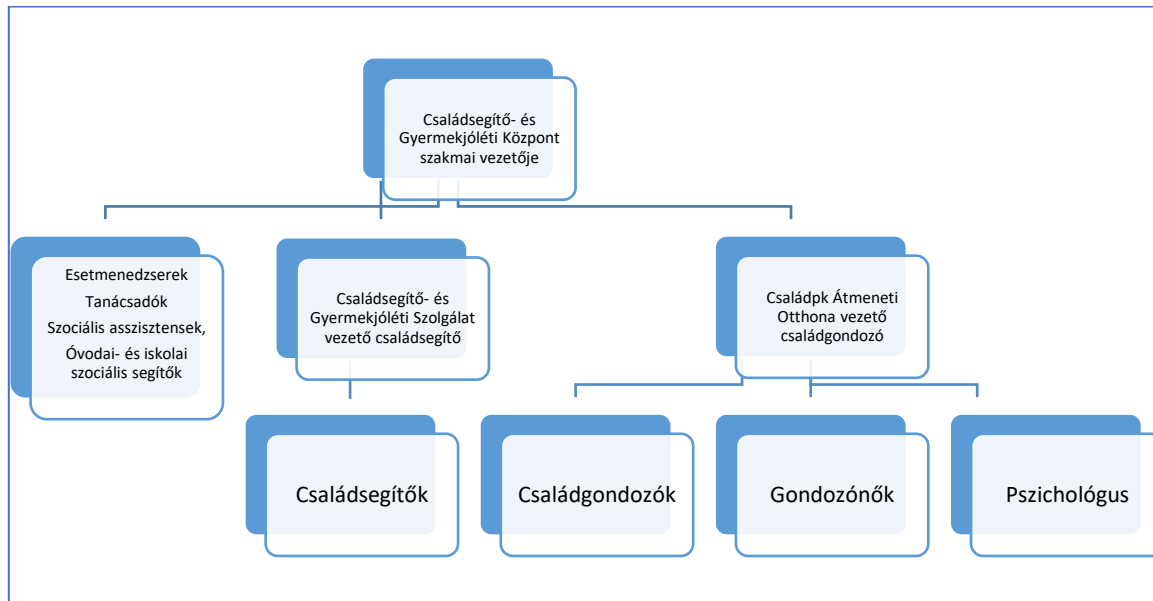 Családsegítő- és
Gyermekjóléti Központ
szakmai vezetője
Esetmenedzserek
Tanácsadók
Szociális asszisztensek,
Óvodai- és iskolai
szociális segítők
Családsegítő- és
Gyermekjóléti Szolgálat
vezető családsegítő
Családpk Átmeneti
Otthona vezető
családgondozó
Családsegítők
Családgondozók
Gondozónők
Pszichológus